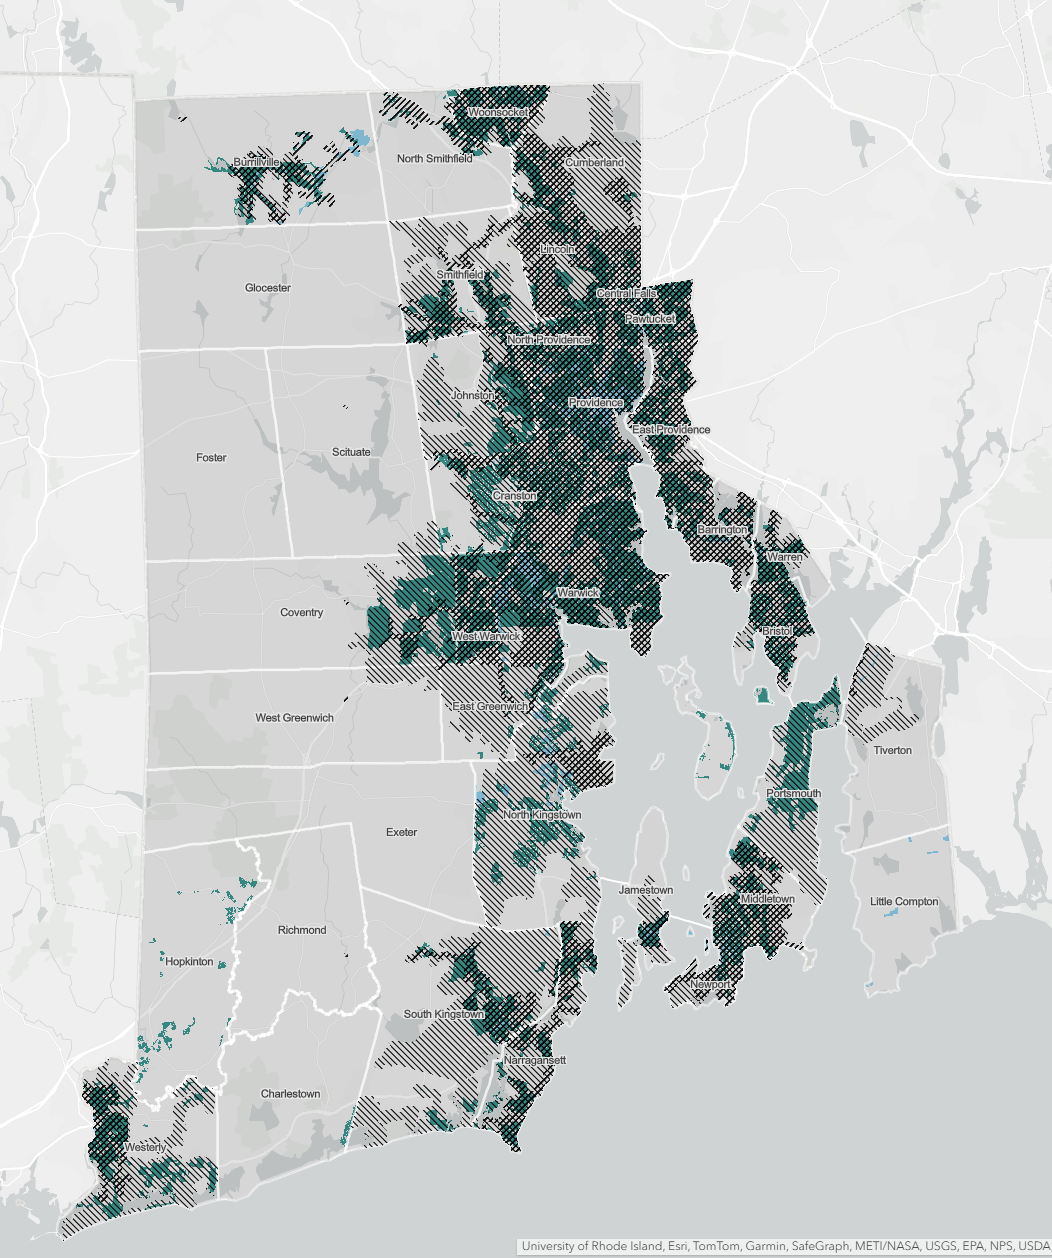 Woonsocket
North Smithfield
Burrillville
Cumberland
Lincoln
Smithfield
Glocester
Central Falls
Pawtucket
North Providence
Johnston
Providence
East Providence
Scituate
Foster
Cranston
Barrington
Warren
Warwick
Coventry
Bristol
West Warwick
East Greenwich
West Greenwich
Tiverton
Portsmouth
North Kingstown
Exeter
Jamestown
Middletown
Little Compton
Richmond
Hopkinton
Newport
South Kingstown
Narragansett
Charlestown
Westerly
University of Rhode Island, Esri, TomTom, Garmin, SafeGraph, METI/NASA, USGS, EPA, NPS, USDA